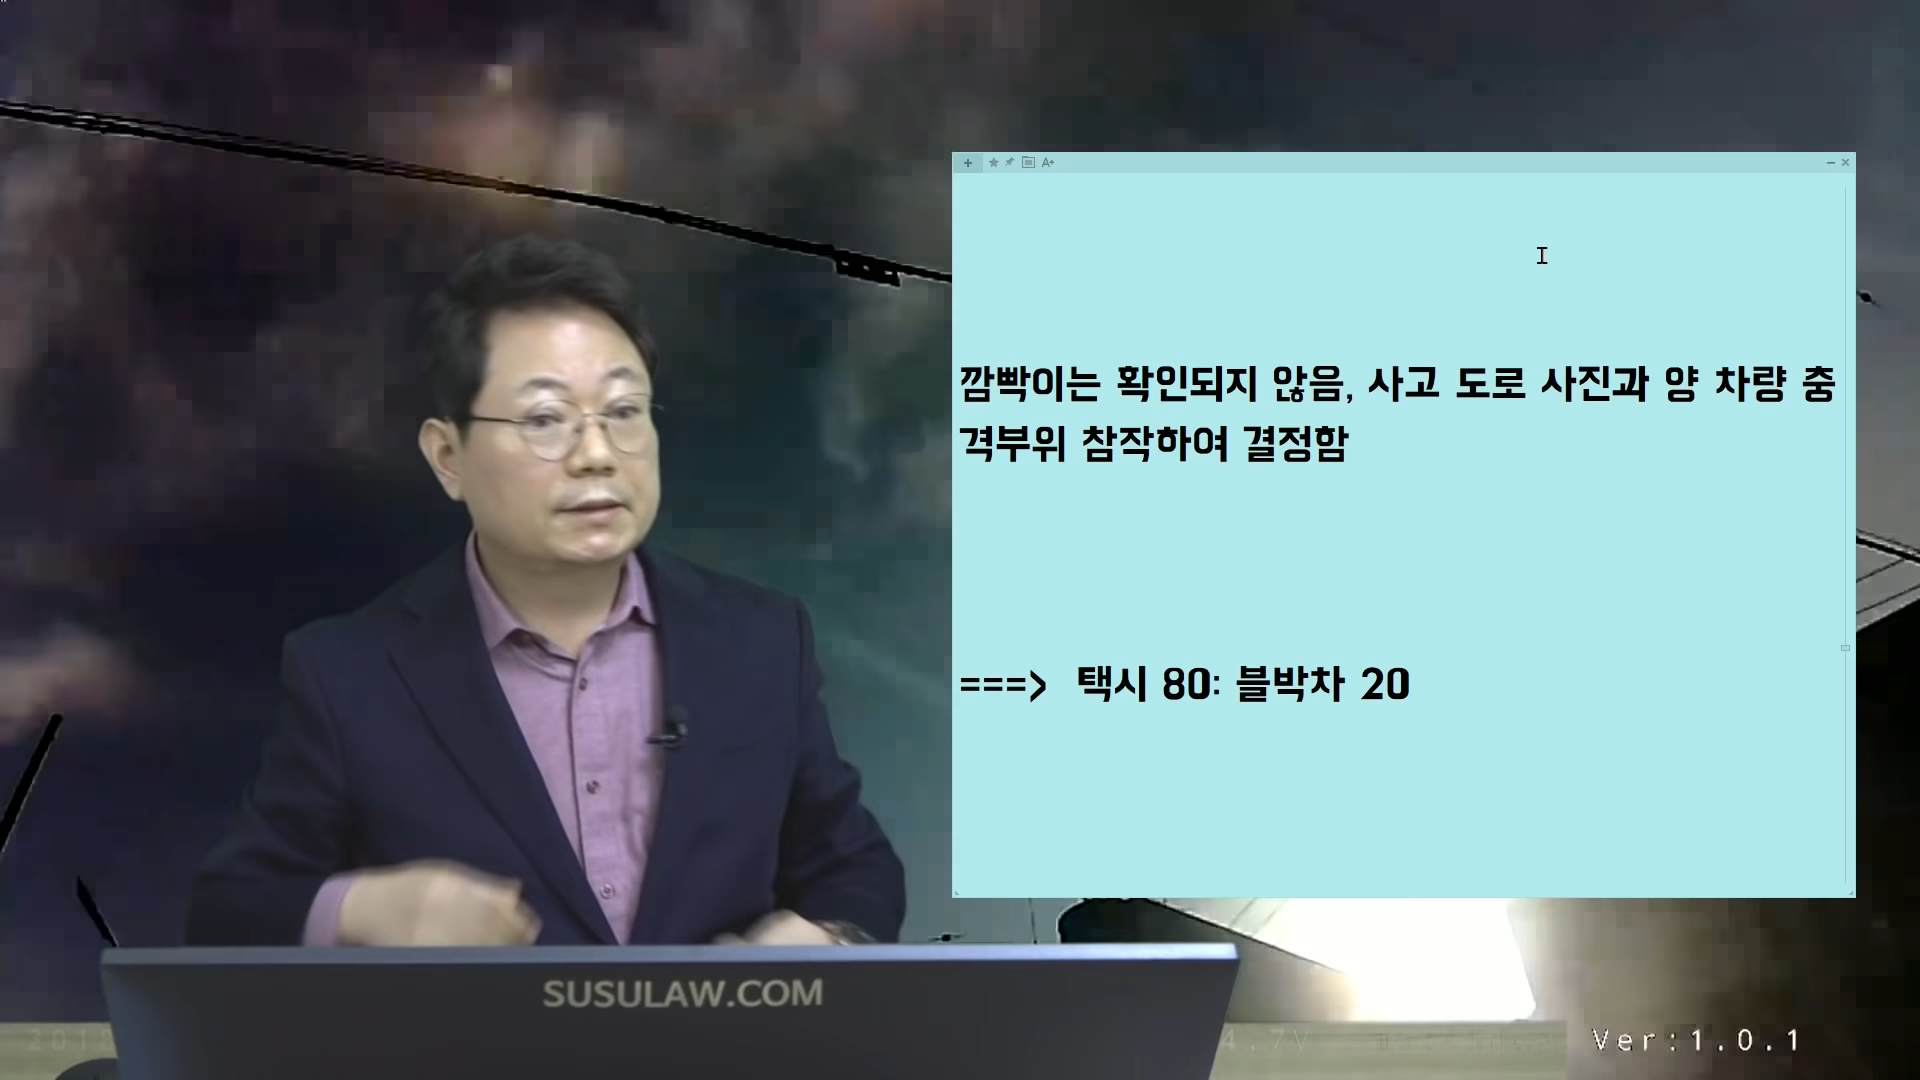 A+
깜빡이는 확인되지 않음, 사고 도로 사진과 양 차량 충
격부위 참작하여 결정함
===> 택시 80: 블박차 20
SUSULAW.COM
Ver:1.0.1